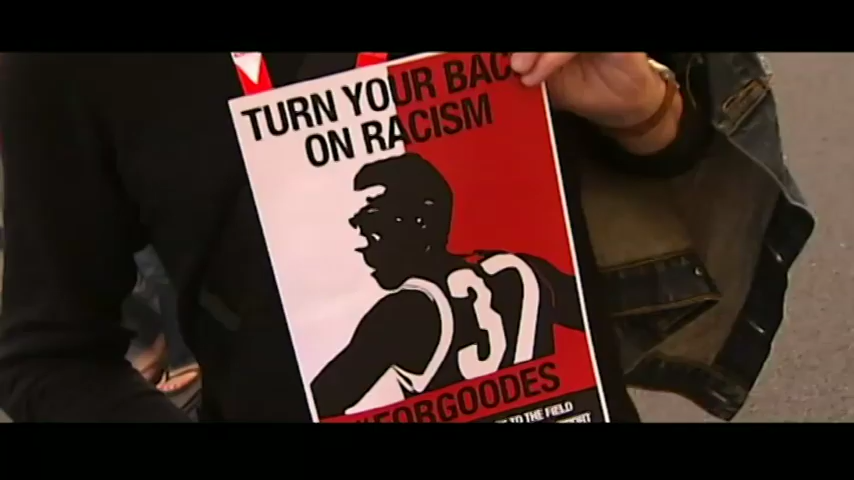 TURN YOUR BAC
ON RACISM
37
FORGOODES
TO THE FIELD